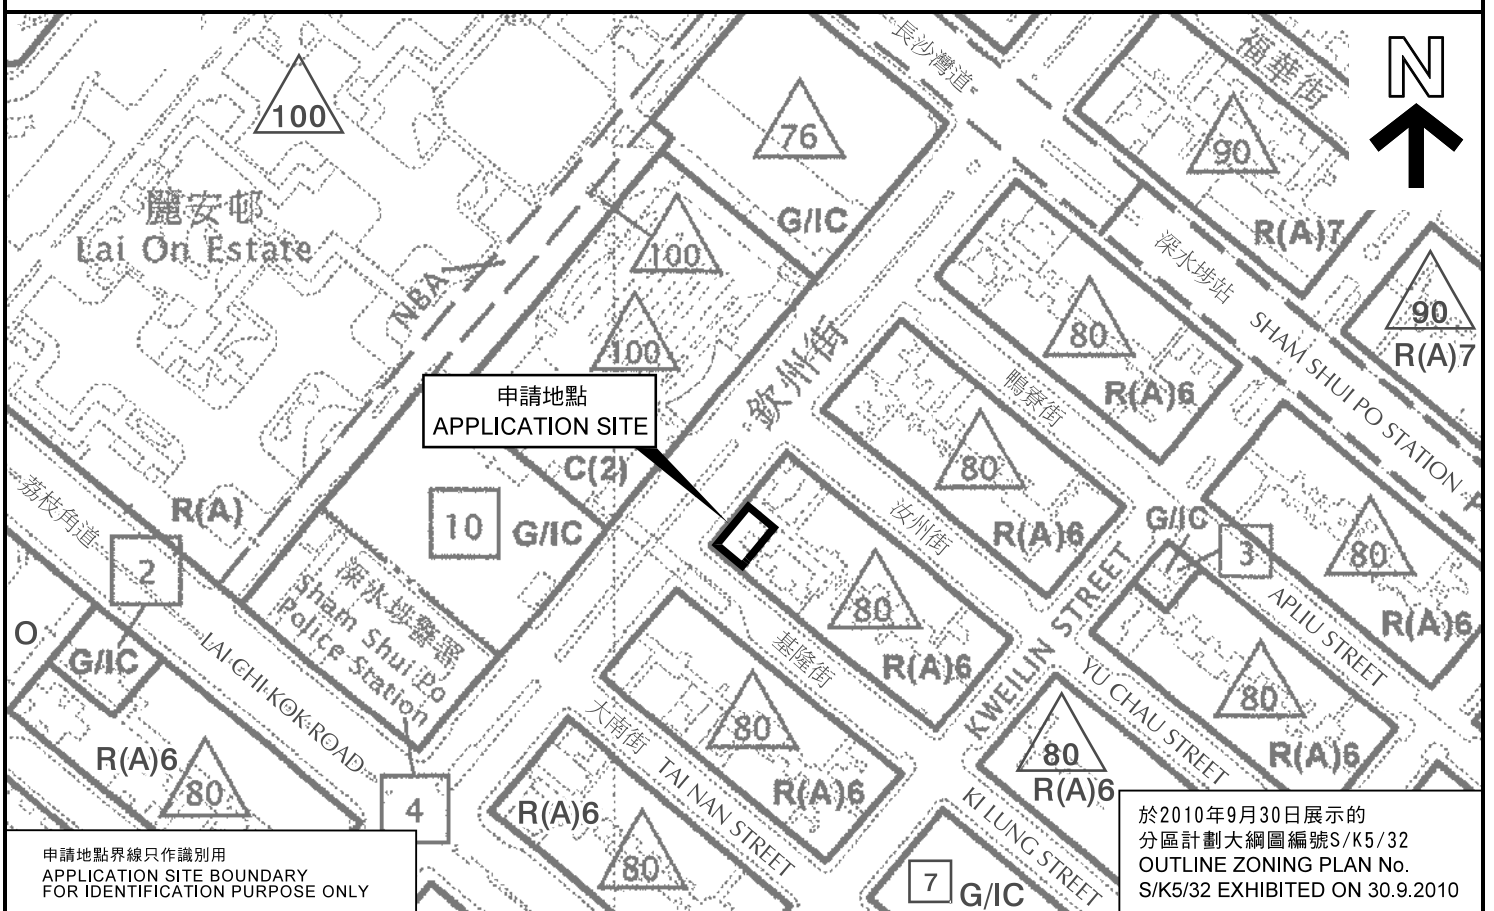 長沙灣道
福華街
N
100
76
90
麗安邨
Lai On Estate
G/IC
R(A)7
100
深水埗站
NBA
90
R(A)7
80
SHAM SHUI PO STATION
100
欽州街
鴨寮街
R(A)6
申請地點
APPLICATION SITE
C(2)
80
荔枝角道
R(A)
10
G/IC
汝州街
R(A)6
G/IC
3
80
2
深水埗警署
Sham Shui Po
Police Station
80
KWEILIN STREET
APLIU STREET
R(A)6
O
G/IC
LAI CHI KOK ROAD
基隆街
R(A)6
YU CHAU STREET
80
R(A)6
大南街
80
80
R(A)6
R(A)6
80
TAI NAN STREET
R(A)6
KI LUNG STREET
4
R(A)6
80
7
G/IC
申請地點界線只作識別用
APPLICATION SITE BOUNDARY
FOR IDENTIFICATION PURPOSE ONLY
於2010年9月30日展示的
分區計劃大綱圖編號S/K5/32
OUTLINE ZONING PLAN No.
S/K5/32 EXHIBITED ON 30.9.2010